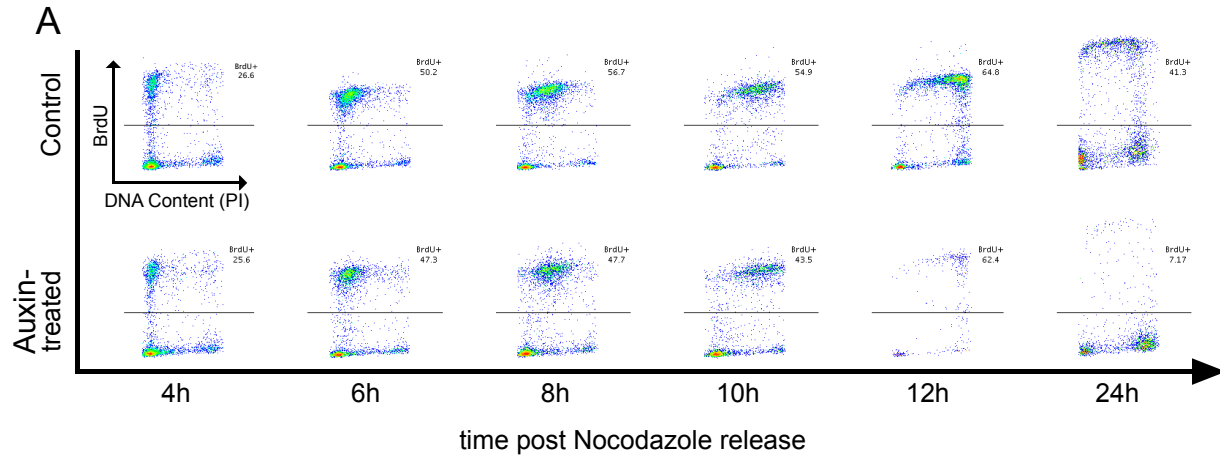 A
Control
BrdU
DNA Content (PI)
BrdU+
26.6
BrdU+
50.2
BrdU+
56.7
BrdU+
54.9
BrdU+
64.8
BrdU+
41.3
Auxin-
treated
BrdU+
25.6
BrdU+
47.3
BrdU+
47.7
BrdU+
43.5
BrdU+
62.4
BrdU+
7.17
4h
6h
8h
10h
12h
24h
time post Nocodazole release